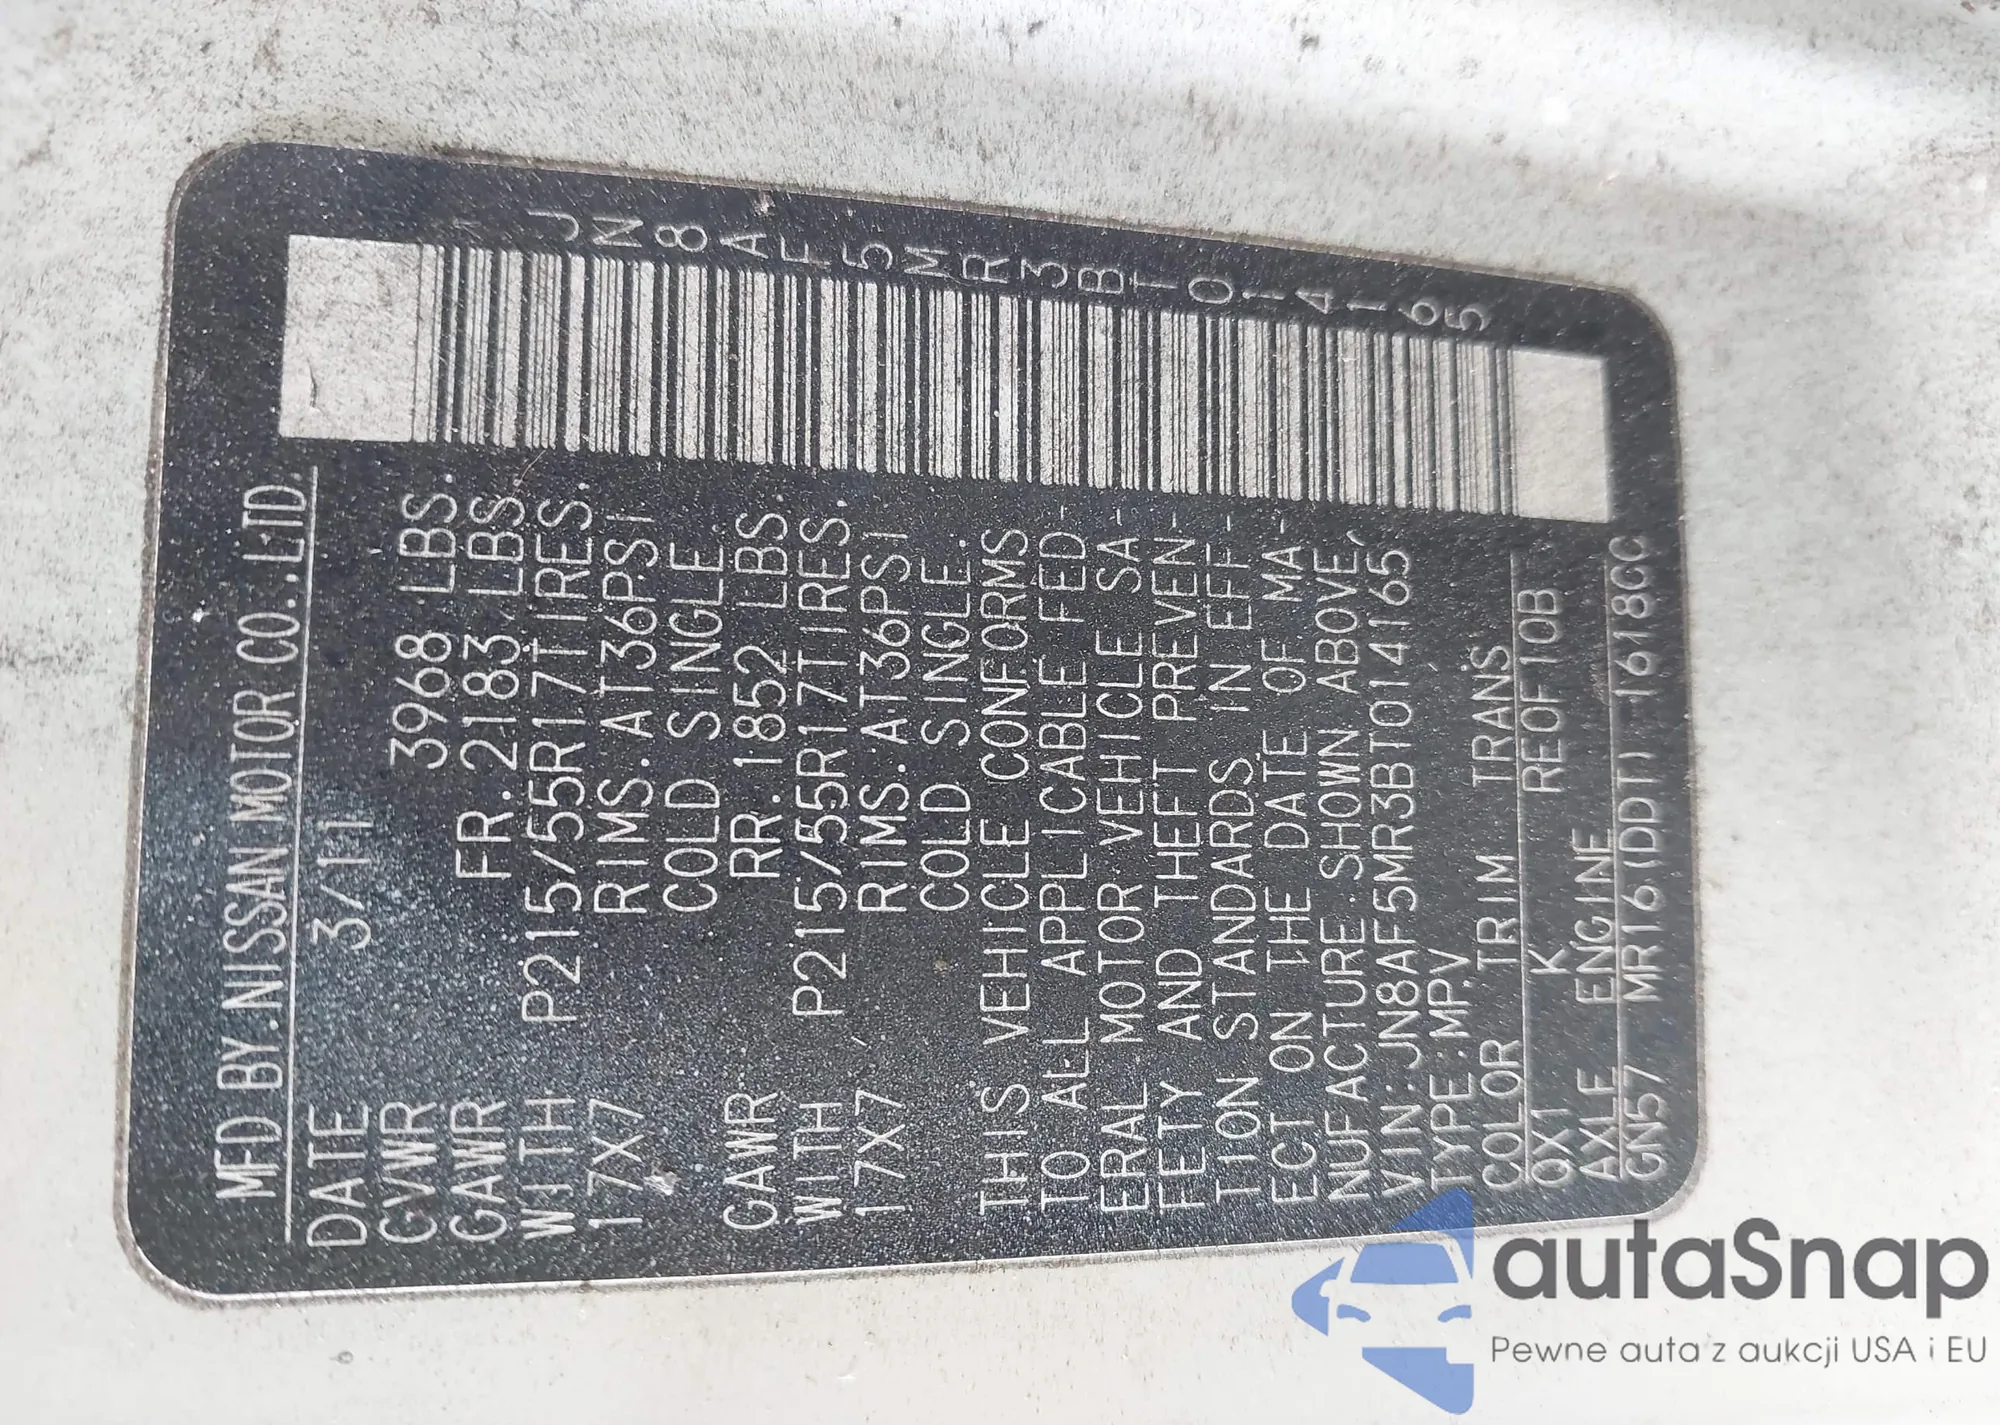 MFD BY.NISSAN MOTOR CO.,LTD.
DATE 3/11
GVWR 3968 LBS.
GAWR FR.2183 LBS.
WITH P215/55R17TIRES.
17X7 RIMS.AT36PSI
COLD SINGLE
GAWR RR.1852 LBS.
WITH P215/55R17TIRES.
17X7 RIMS.AT36PSI
COLD SINGLE.
THIS VEHICLE CONFORMS
TO ALL APPLICABLE FED-
ERAL MOTOR VEHICLE SA-
FETY AND THEFT PREVEN-
TION STANDARDS IN EFF-
ECT ON THE DATE OF MA-
NUFACTURE SHOWN ABOVE,
VIN:JN8AF5MR3BT014165
TYPE:MPV
COLOR TRIM TRANS
QX1 K RE0F10B
AXLE ENGINE
GN57 MR16(DDT) 1618CC
JN8AF5MR3BT014165
autaSnap
Pewne auta z aukcji USA i EU